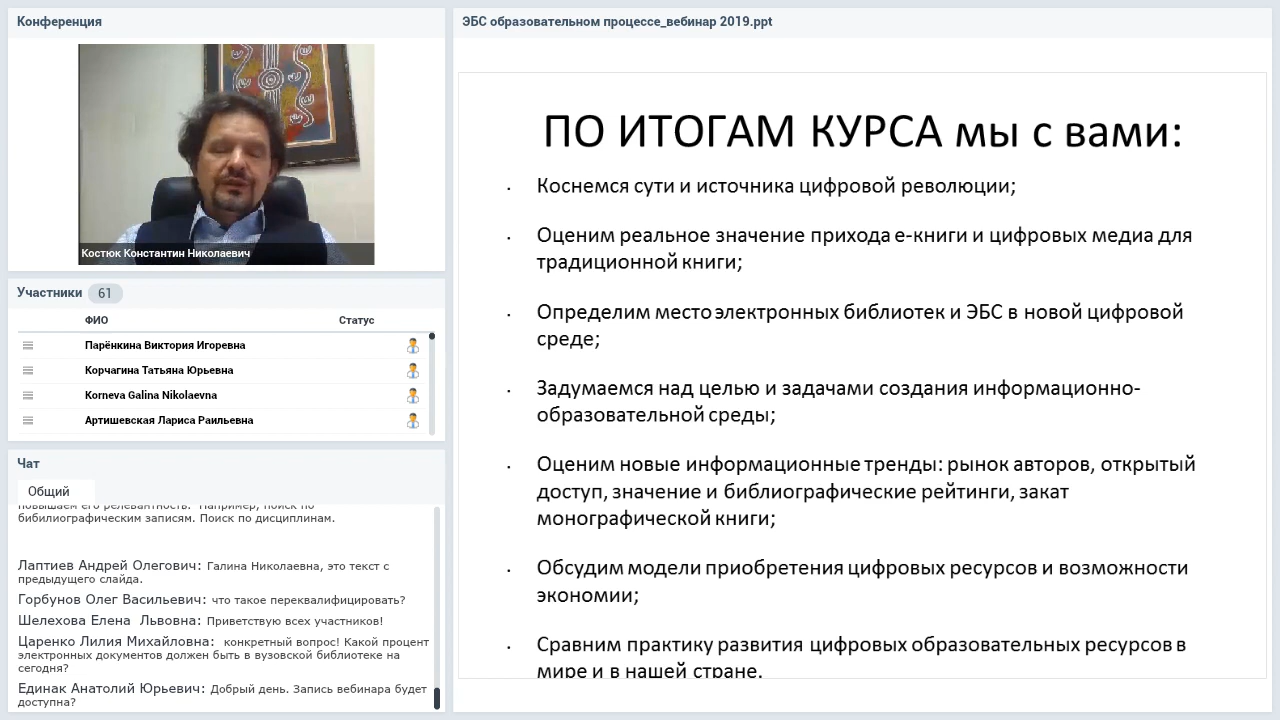 Конференция
Костюк Константин Николаевич
Участники 61
ФИО Статус
Парёнкина Виктория Игоревна
Корчагина Татьяна Юрьевна
Korneva Galina Nikolaevna
Артишевская Лариса Раильевна
Чат
Общий
повышаем его релевантность. Например, поиск по
бибилиографическим записям. Поиск по дисциплинам.
Лаптиев Андрей Олегович: Галина Николаевна, это текст с
предыдущего слайда.
Горбунов Олег Васильевич: что такое переквалифицировать?
Шелехова Елена Львовна: Приветствую всех участников!
Царенко Лилия Михайловна: конкретный вопрос! Какой процент
электронных документов должен быть в вузовской библиотеке на
сегодня?
Единак Анатолий Юрьевич: Добрый день. Запись вебинара будет
доступна?
ЭБС образовательном процессе_вебинар 2019.ppt
ПО ИТОГАМ КУРСА мы с вами:
• Коснемся сути и источника цифровой революции;
• Оценим реальное значение прихода е-книги и цифровых медиа для
традиционной книги;
• Определим место электронных библиотек и ЭБС в новой цифровой
среде;
• Задумаемся над целью и задачами создания информационно-
образовательной среды;
• Оценим новые информационные тренды: рынок авторов, открытый
доступ, значение и библиографические рейтинги, закат
монографической книги;
• Обсудим модели приобретения цифровых ресурсов и возможности
экономии;
• Сравним практику развития цифровых образовательных ресурсов в
мире и в нашей стране.